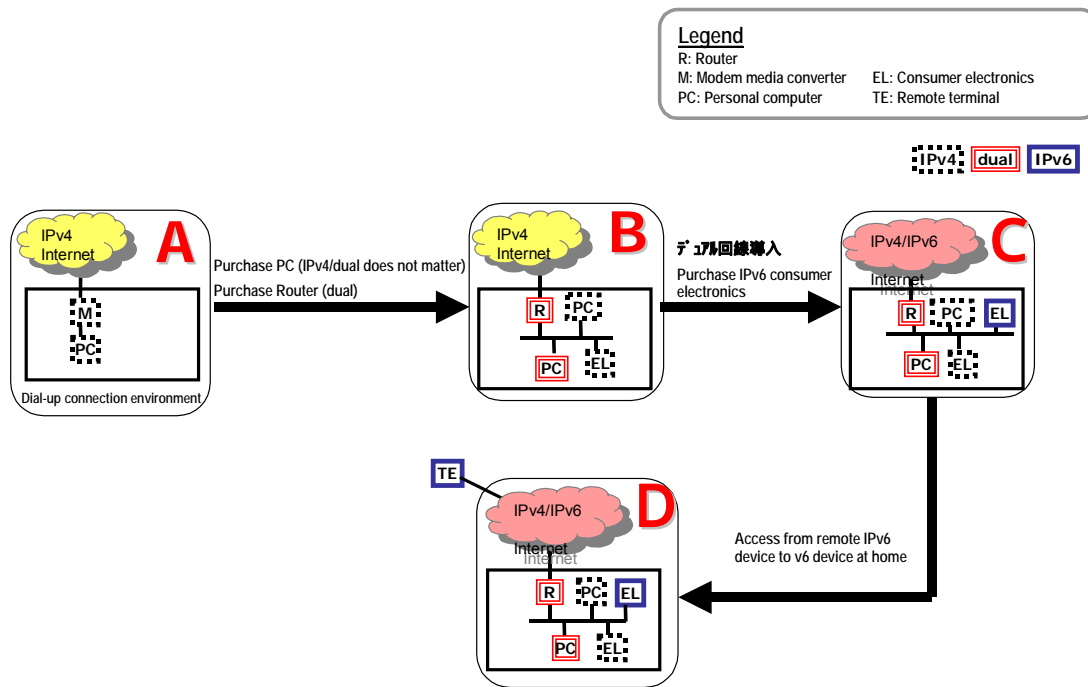 Legend
R: Router
M: Modem media converter EL: Consumer electronics
PC: Personal computer TE: Remote terminal
IPv4 dual IPv6
IPv4
Internet
A
M
PC
Dial-up connection environment
Purchase PC (IPv4/dual does not matter)
Purchase Router (dual)
IPv4
Internet
B
R PC
PC EL
デュアル回線導入
Purchase IPv6 consumer
electronics
IPv4/IPv6
Internet
Internet
C
R PC EL
PC EL
Access from remote IPv6
device to v6 device at home
TE
IPv4/IPv6
Internet
Internet
D
R PC EL
PC EL